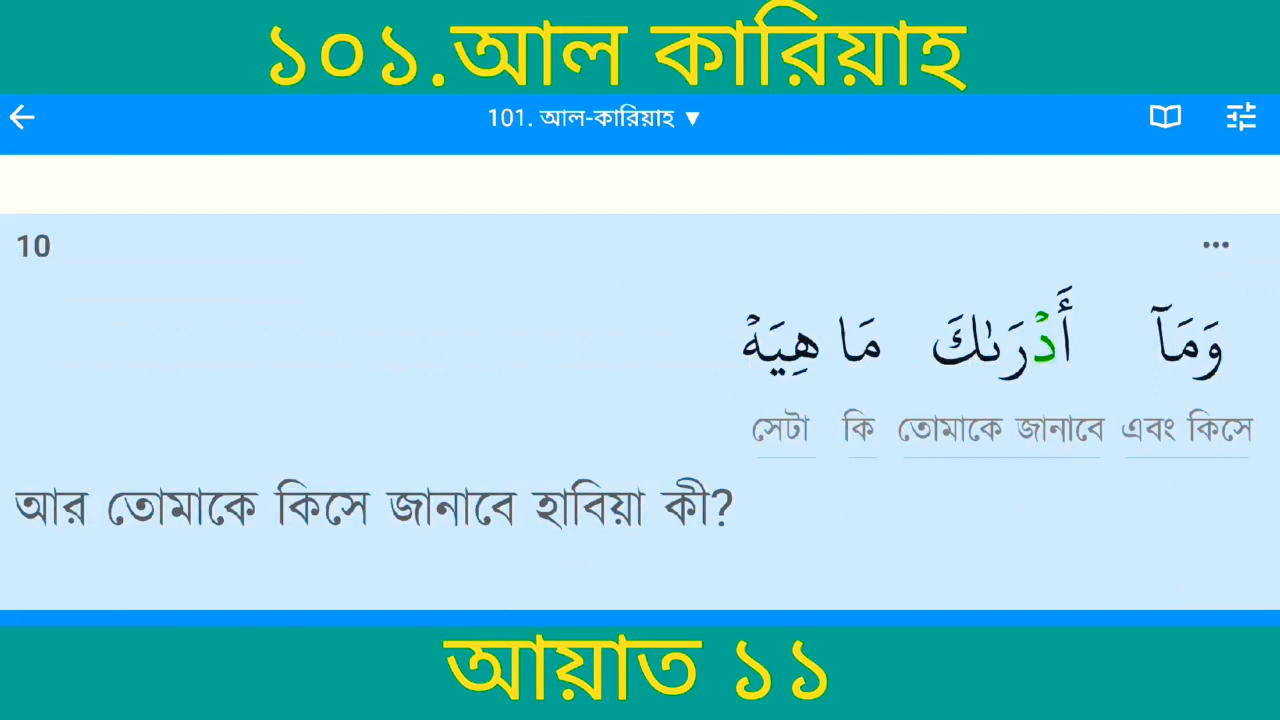 ১০১.আল কারিয়াহ
101. আল-কারিয়াহ ▼
10
وَمَآ أَدْرَىٰكَ مَا هِيَهْ
সেটা কি তোমাকে জানাবে এবং কিসে
আর তোমাকে কিসে জানাবে হাবিয়া কী?
আয়াত ১১